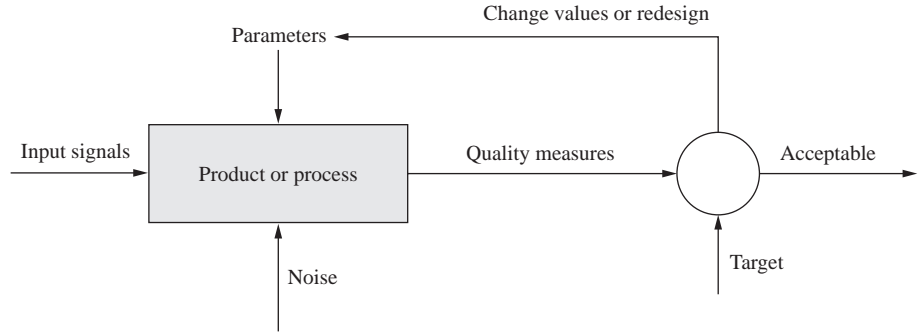 Change values or redesign
Parameters
Input signals
Product or process
Quality measures
Acceptable
Noise
Target